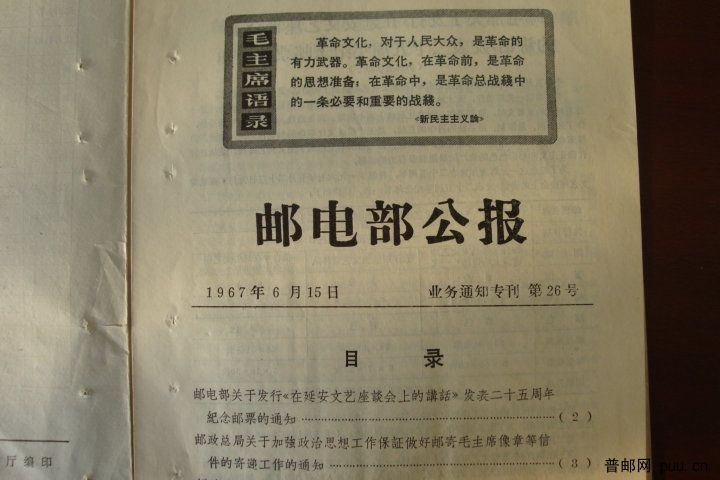 毛主席语录
革命文化，对于人民大众，是革命的
有力武器。革命文化，在革命前，是革命
的思想准备；在革命中，是革命总战綫中
的一条必要和重要的战綫。
《新民主主义論》
邮电部公报
1967年6月15日 业务通知专刊 第26号
目 录
邮电部关于发行《在延安文艺座谈会上的講話》发表二十五周年
紀念邮票的通知……………………………………（2）
邮政总局关于加強政治思想工作保証做好邮寄毛主席像章等信
件的寄递工作的通知………………………………（3）
厅编印
普邮网 puu.cn